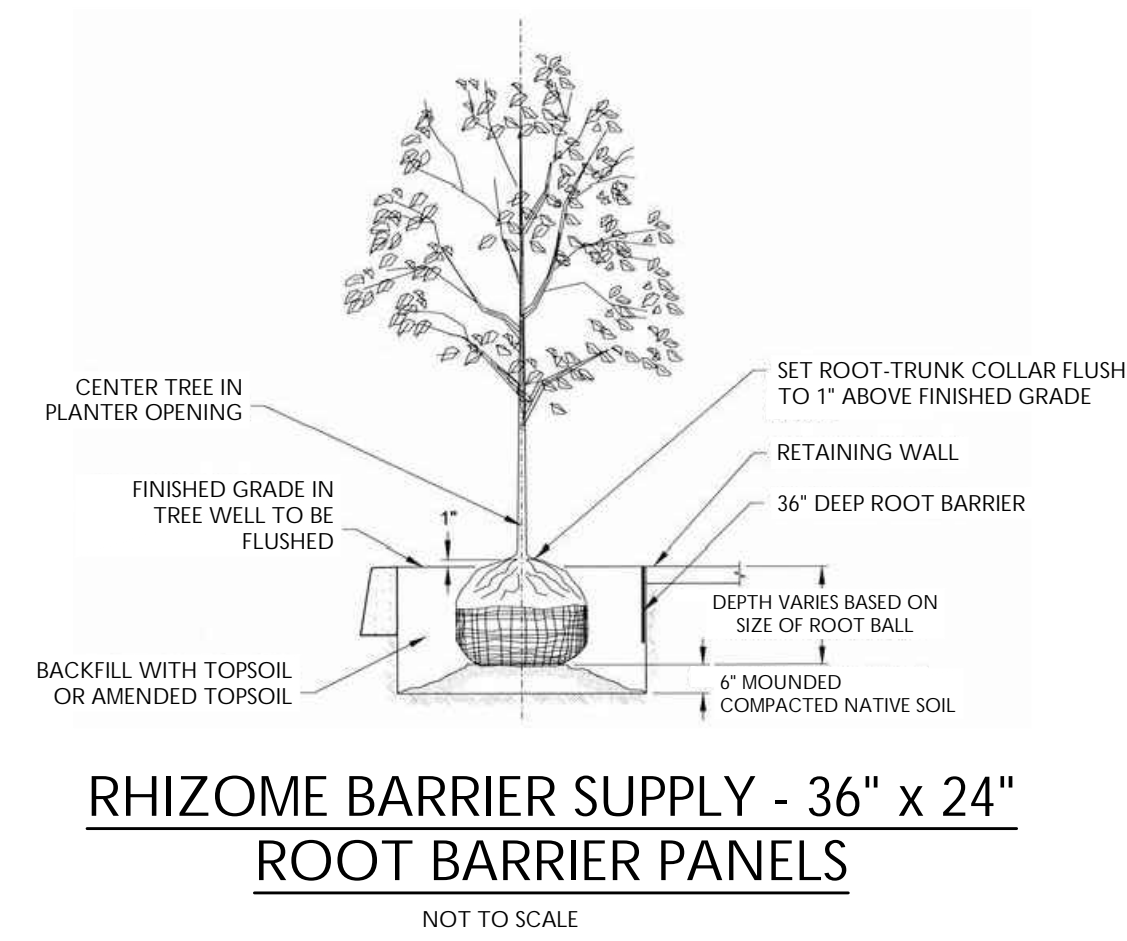 CENTER TREE IN
PLANTER OPENING
SET ROOT-TRUNK COLLAR FLUSH
TO 1" ABOVE FINISHED GRADE
RETAINING WALL
FINISHED GRADE IN
TREE WELL TO BE
FLUSHED
1"
36" DEEP ROOT BARRIER
DEPTH VARIES BASED ON
SIZE OF ROOT BALL
BACKFILL WITH TOPSOIL
OR AMENDED TOPSOIL
6" MOUNDED
COMPACTED NATIVE SOIL
RHIZOME BARRIER SUPPLY - 36" x 24"
ROOT BARRIER PANELS
NOT TO SCALE